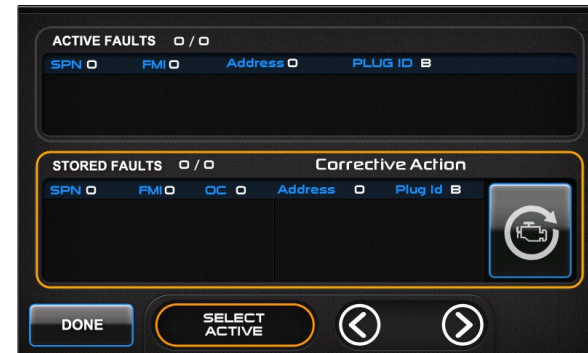 ACTIVE FAULTS 0 / 0
SPN 0 FMI 0 Address 0 PLUG ID B
STORED FAULTS 0 / 0 Corrective Action
SPN 0 FMI 0 OC 0 Address 0 Plug Id B
DONE
SELECT
ACTIVE